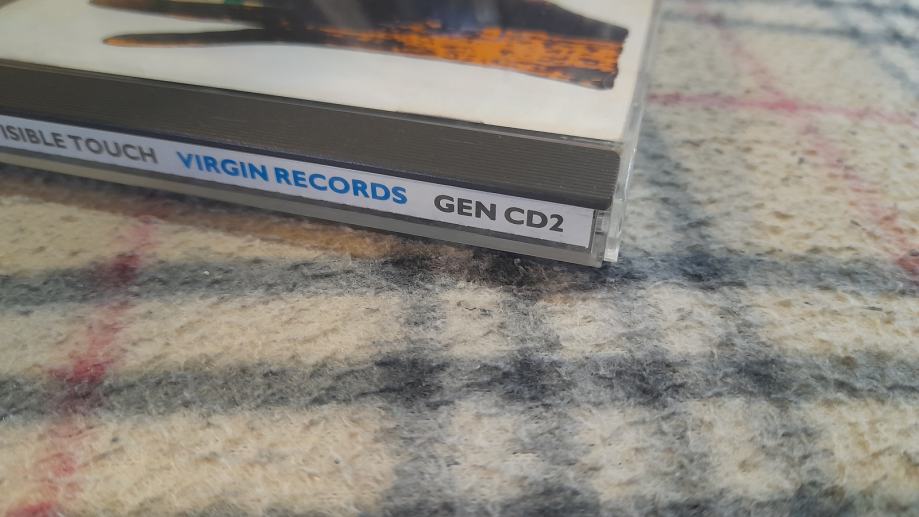 ISIBLE TOUCH VIRGIN RECORDS GEN CD2